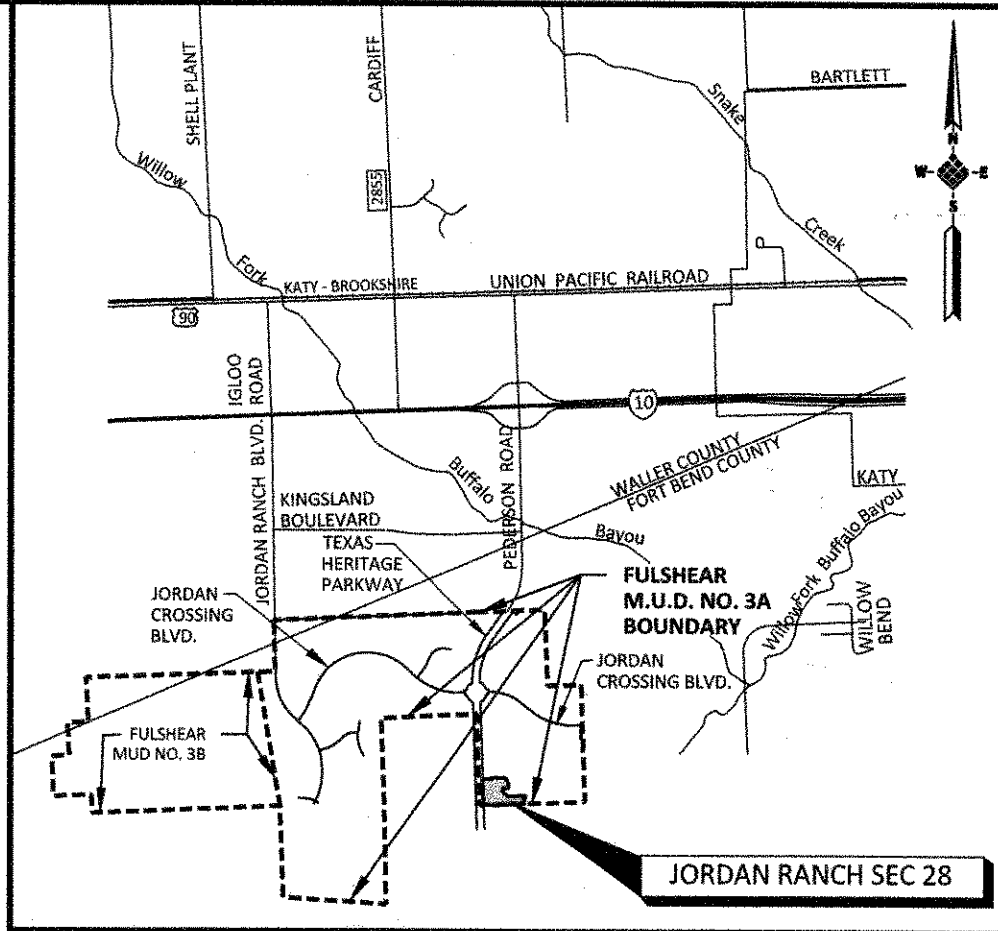 SHELL PLANT
CARDIFF
BARTLETT
Snake
Willow
2855
N
W
E
S
Fork
Creek
KATY - BROOKSHIRE
UNION PACIFIC RAILROAD
90
IGLOO
ROAD
10
JORDAN RANCH BLVD.
PEDERSON ROAD
WALLER COUNTY
FORT BEND COUNTY
Buffalo
KATY
KINGSLAND
BOULEVARD
Bayou
TEXAS
HERITAGE
PARKWAY
Willow Fork Buffalo Bayou
FULSHEAR
M.U.D. NO. 3A
BOUNDARY
WILLOW
BEND
JORDAN
CROSSING
BLVD.
JORDAN
CROSSING BLVD.
FULSHEAR
MUD NO. 3B
JORDAN RANCH SEC 28